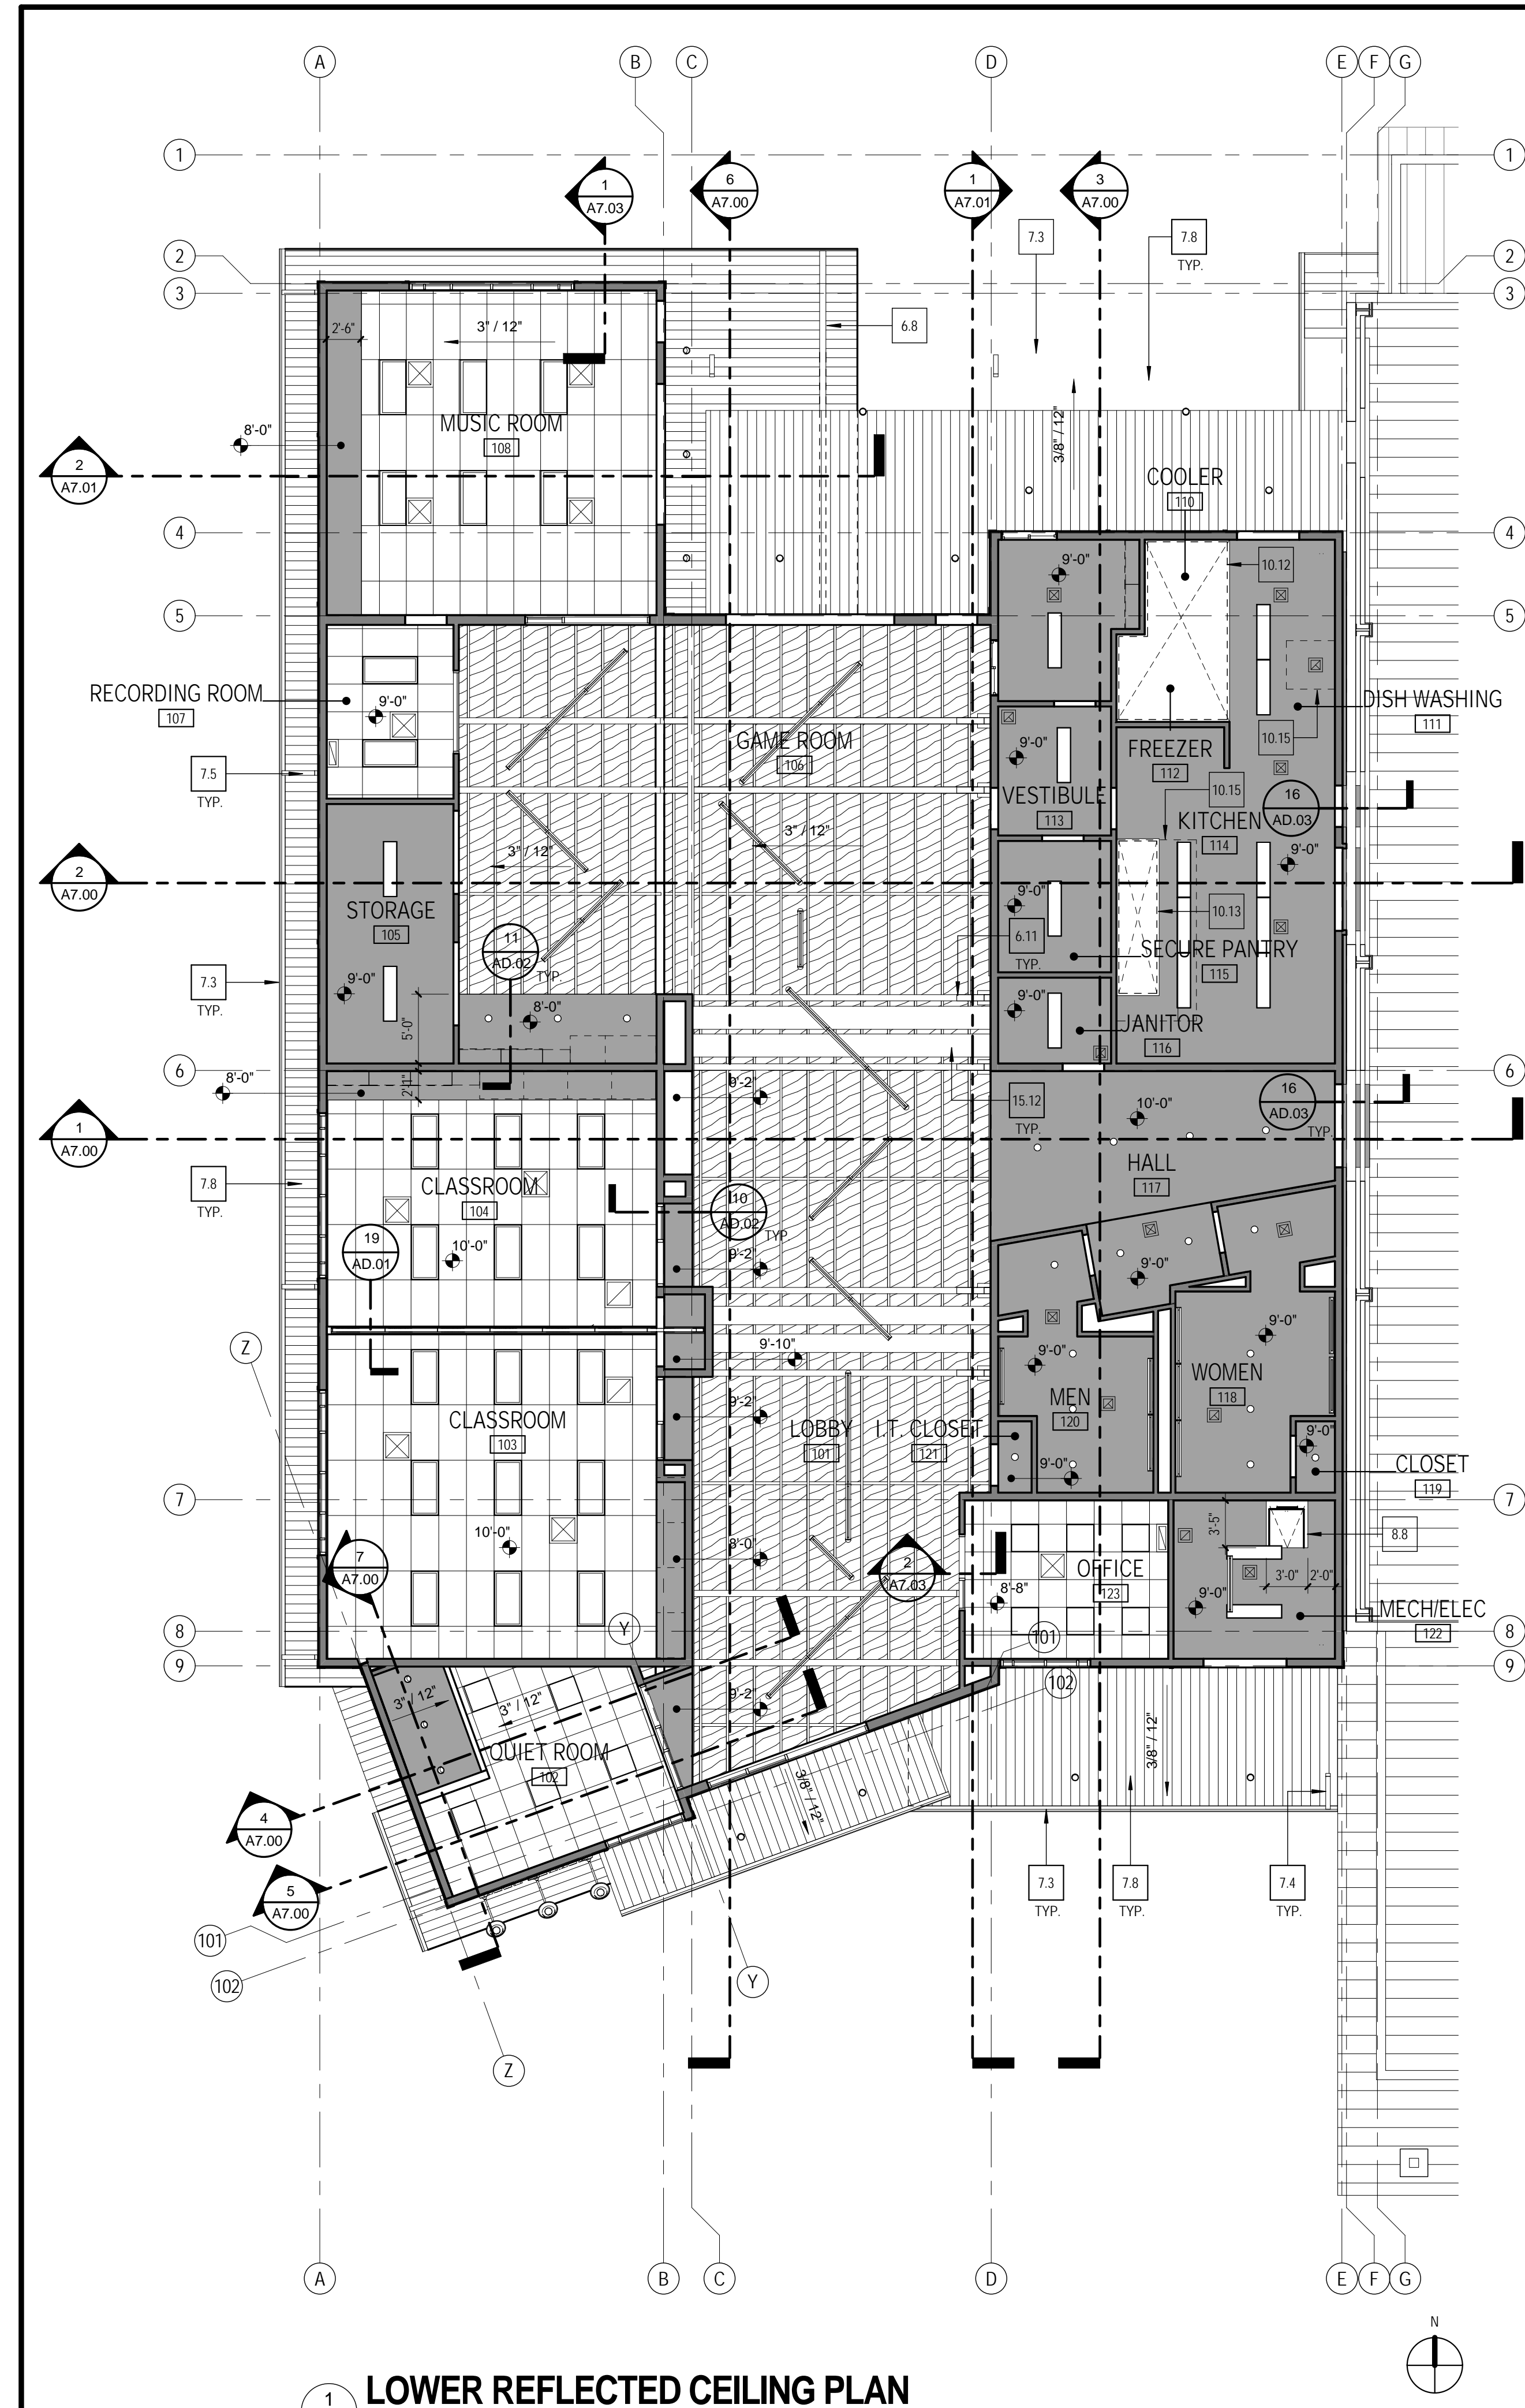 A
B
C
D
E
F
G
1
1
1
A7.03
6
A7.00
1
A7.01
3
A7.00
7.3
7.8
TYP.
2
2
3
3
6.8
2'-6"
3" / 12"
MUSIC ROOM
108
8'-0"
3/8" / 12"
2
A7.01
COOLER
110
4
4
9'-0"
10.12
5
5
RECORDING ROOM
107
9'-0"
DISH WASHING
111
GAME ROOM
106
10.15
FREEZER
112
9'-0"
7.5
TYP.
VESTIBULE
113
10.15
16
AD.03
KITCHEN
114
3" / 12"
3" / 12"
9'-0"
2
A7.00
9'-0"
STORAGE
105
10.13
11
AD.02
TYP.
6.11
TYP.
SECURE PANTRY
115
7.3
TYP.
9'-0"
9'-0"
8'-0"
5'-0"
JANITOR
116
6
6
8'-0"
2'-1"
9'-2"
15.12
TYP.
10'-0"
16
AD.03
TYP.
1
A7.00
HALL
117
7.8
TYP.
CLASSROOM
104
10
AD.02
TYP
19
AD.01
10'-0"
9'-2"
9'-0"
Z
9'-10"
9'-0"
9'-0"
WOMEN
118
MEN
120
CLASSROOM
103
9'-2"
LOBBY
101
I.T. CLOSET
121
9'-0"
CLOSET
119
9'-0"
7
7
3'-5"
8.8
10'-0"
8'-0"
7
A7.00
2
A7.03
OFFICE
123
8'-8"
3'-0"
2'-0"
9'-0"
MECH/ELEC
122
8
8
Y
101
9
9
102
3" / 12"
3" / 12"
9'-2"
QUIET ROOM
102
3/8" / 12"
3/8" / 12"
4
A7.00
5
A7.00
7.3
TYP.
7.8
TYP.
7.4
TYP.
101
102
Y
Z
A
B
C
D
E
F
G
N
1
LOWER REFLECTED CEILING PLAN